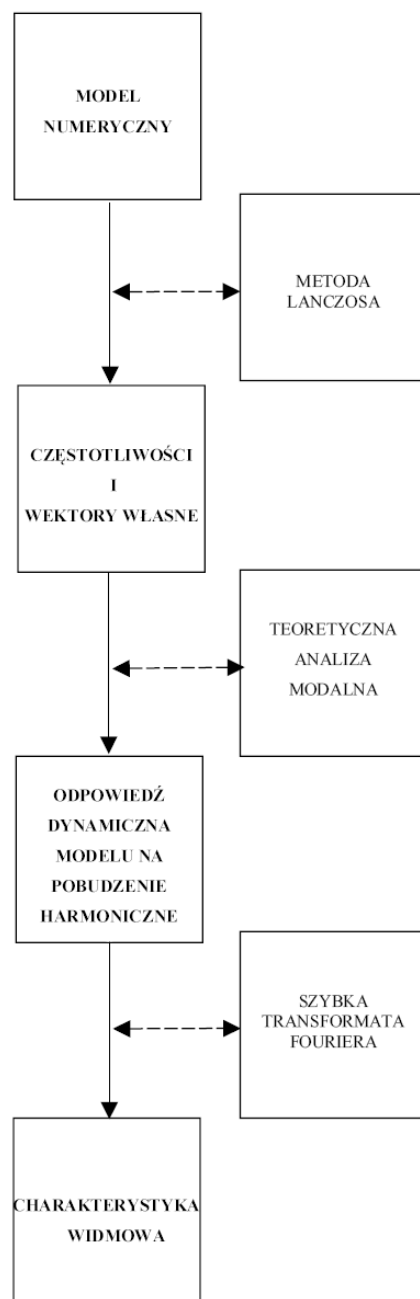 MODEL
NUMERYCZNY
METODA
LANCZOSA
CZĘSTOTLIWOŚCI
I
WEKTORY WŁASNE
TEORETYCZNA
ANALIZA
MODALNA
ODPOWIEDŹ
DYNAMICZNA
MODELU NA
POBUDZENIE
HARMONICZNE
SZYBKA
TRANSFORMATA
FOURIERA
CHARAKTERYSTYKA
WIDMOWA